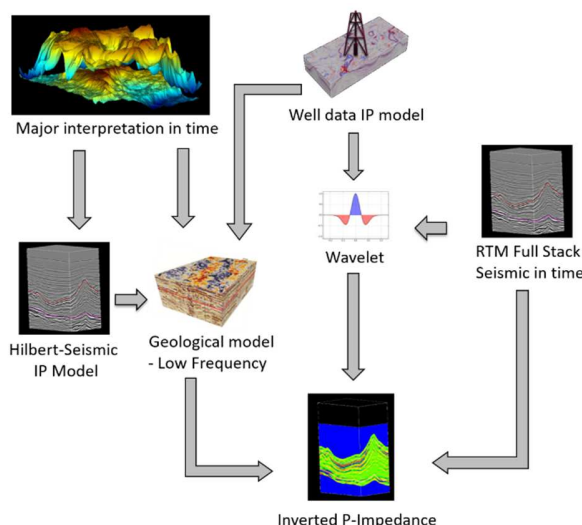 Major interpretation in time
Well data IP model
Wavelet
RTM Full Stack
Seismic in time
Hilbert-Seismic
IP Model
Geological model
- Low Frequency
Inverted P-Impedance